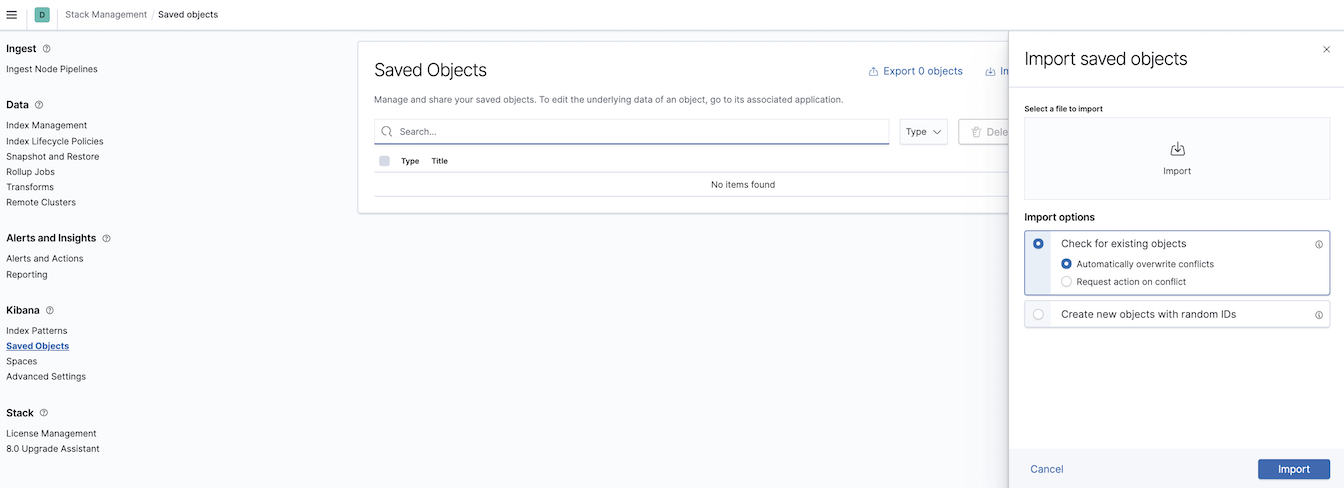 D Stack Management / Saved objects
Ingest
Ingest Node Pipelines
Data
Index Management
Index Lifecycle Policies
Snapshot and Restore
Rollup Jobs
Transforms
Remote Clusters
Alerts and Insights
Alerts and Actions
Reporting
Kibana
Index Patterns
Saved Objects
Spaces
Advanced Settings
Stack
License Management
8.0 Upgrade Assistant
Saved Objects
Export 0 objects
Manage and share your saved objects. To edit the underlying data of an object, go to its associated application.
Search...
Type
Dele
Type Title
No items found
Import saved objects
Select a file to import
Import
Import options
Check for existing objects
Automatically overwrite conflicts
Request action on conflict
Create new objects with random IDs
Cancel
Import